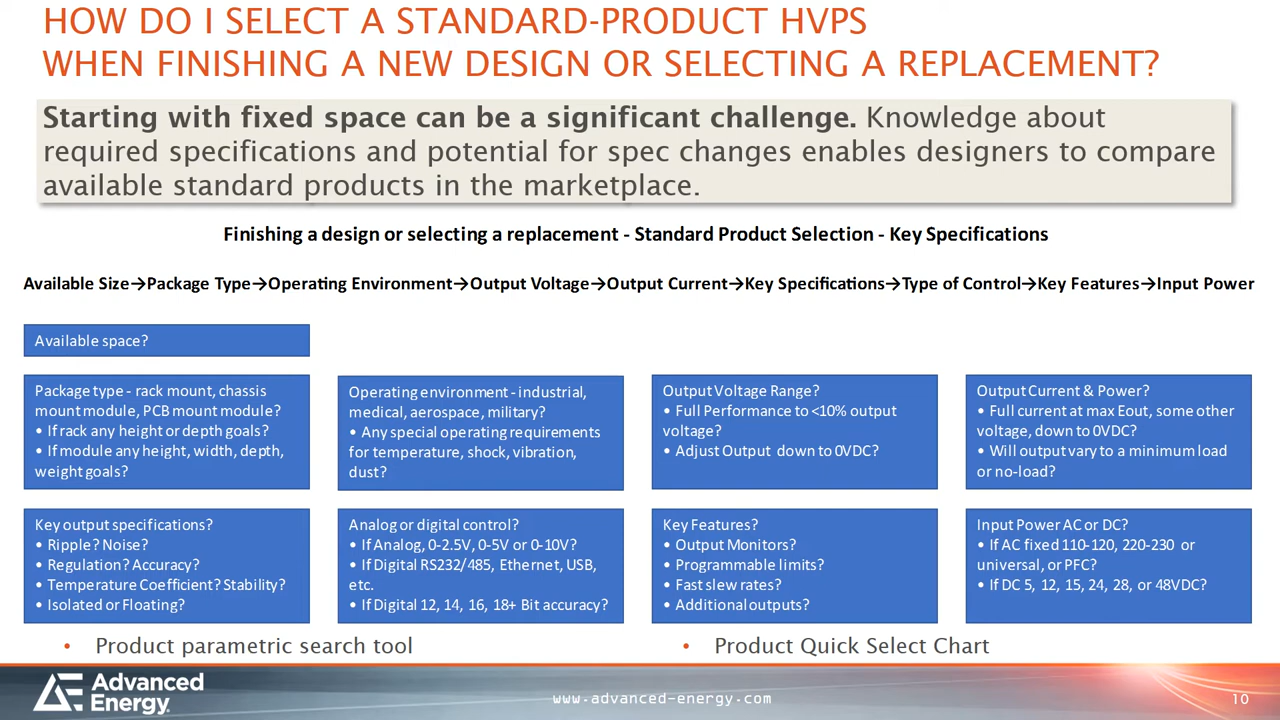 HOW DO I SELECT A STANDARD-PRODUCT HVPS
WHEN FINISHING A NEW DESIGN OR SELECTING A REPLACEMENT?
Starting with fixed space can be a significant challenge. Knowledge about
required specifications and potential for spec changes enables designers to compare
available standard products in the marketplace.
Finishing a design or selecting a replacement - Standard Product Selection - Key Specifications
Available Size→Package Type→Operating Environment→Output Voltage→Output Current→Key Specifications→Type of Control→Key Features→Input Power
Available space?
Package type - rack mount, chassis
mount module, PCB mount module?
• If rack any height or depth goals?
• If module any height, width, depth,
weight goals?
Operating environment - industrial,
medical, aerospace, military?
• Any special operating requirements
for temperature, shock, vibration,
dust?
Output Voltage Range?
• Full Performance to <10% output
voltage?
• Adjust Output down to 0VDC?
Output Current & Power?
• Full current at max Eout, some other
voltage, down to 0VDC?
• Will output vary to a minimum load
or no-load?
Key output specifications?
• Ripple? Noise?
• Regulation? Accuracy?
• Temperature Coefficient? Stability?
• Isolated or Floating?
Analog or digital control?
• If Analog, 0-2.5V, 0-5V or 0-10V?
• If Digital RS232/485, Ethernet, USB,
etc.
• If Digital 12, 14, 16, 18+ Bit accuracy?
Key Features?
• Output Monitors?
• Programmable limits?
• Fast slew rates?
• Additional outputs?
Input Power AC or DC?
• If AC fixed 110-120, 220-230 or
universal, or PFC?
• If DC 5, 12, 15, 24, 28, or 48VDC?
• Product parametric search tool
• Product Quick Select Chart
Advanced
Energy
www.advanced-energy.com
10